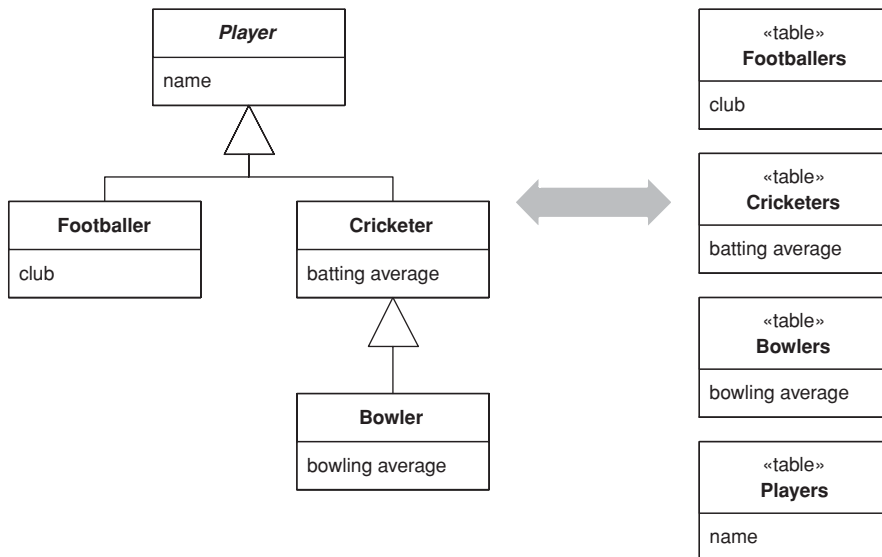 Player
name
Footballer
club
Cricketer
batting average
Bowler
bowling average
«table»
Footballers
club
«table»
Cricketers
batting average
«table»
Bowlers
bowling average
«table»
Players
name